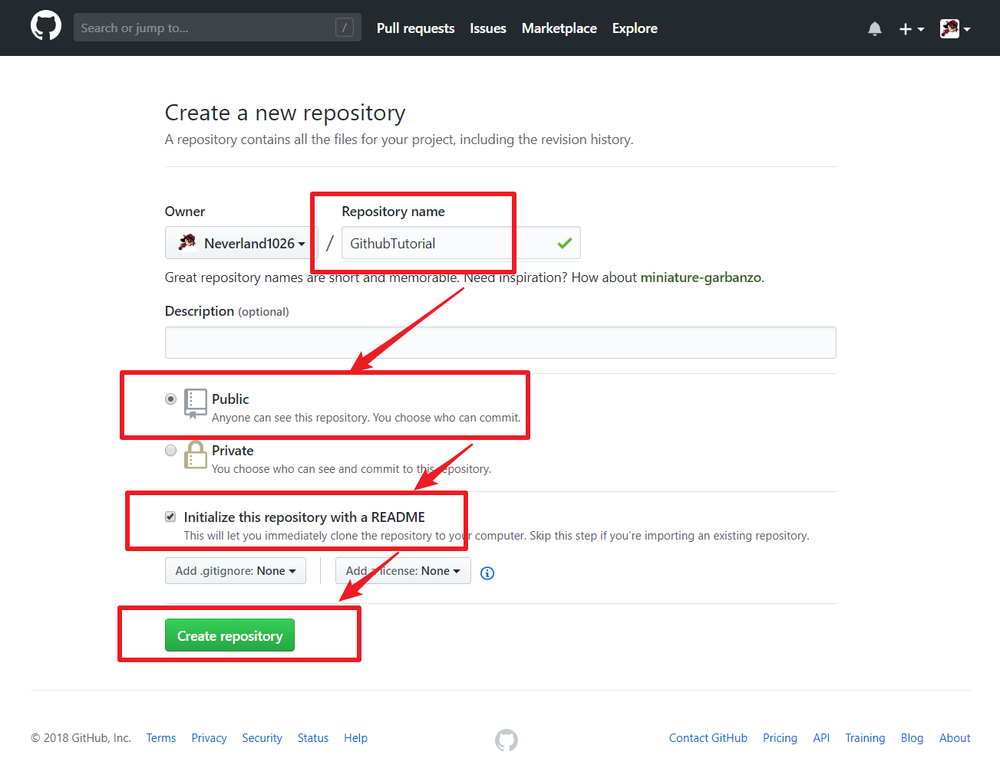 Search or jump to... /
Pull requests Issues Marketplace Explore
Create a new repository
A repository contains all the files for your project, including the revision history.
Owner Repository name
Neverland1026 / GithubTutorial
Great repository names are short and memorable. Need inspiration? How about miniature-garbanzo.
Description (optional)
Public
Anyone can see this repository. You choose who can commit.
Private
You choose who can see and commit to this repository.
Initialize this repository with a README
This will let you immediately clone the repository to your computer. Skip this step if you’re importing an existing repository.
Add .gitignore: None Add a license: None
Create repository
© 2018 GitHub, Inc. Terms Privacy Security Status Help Contact GitHub Pricing API Training Blog About